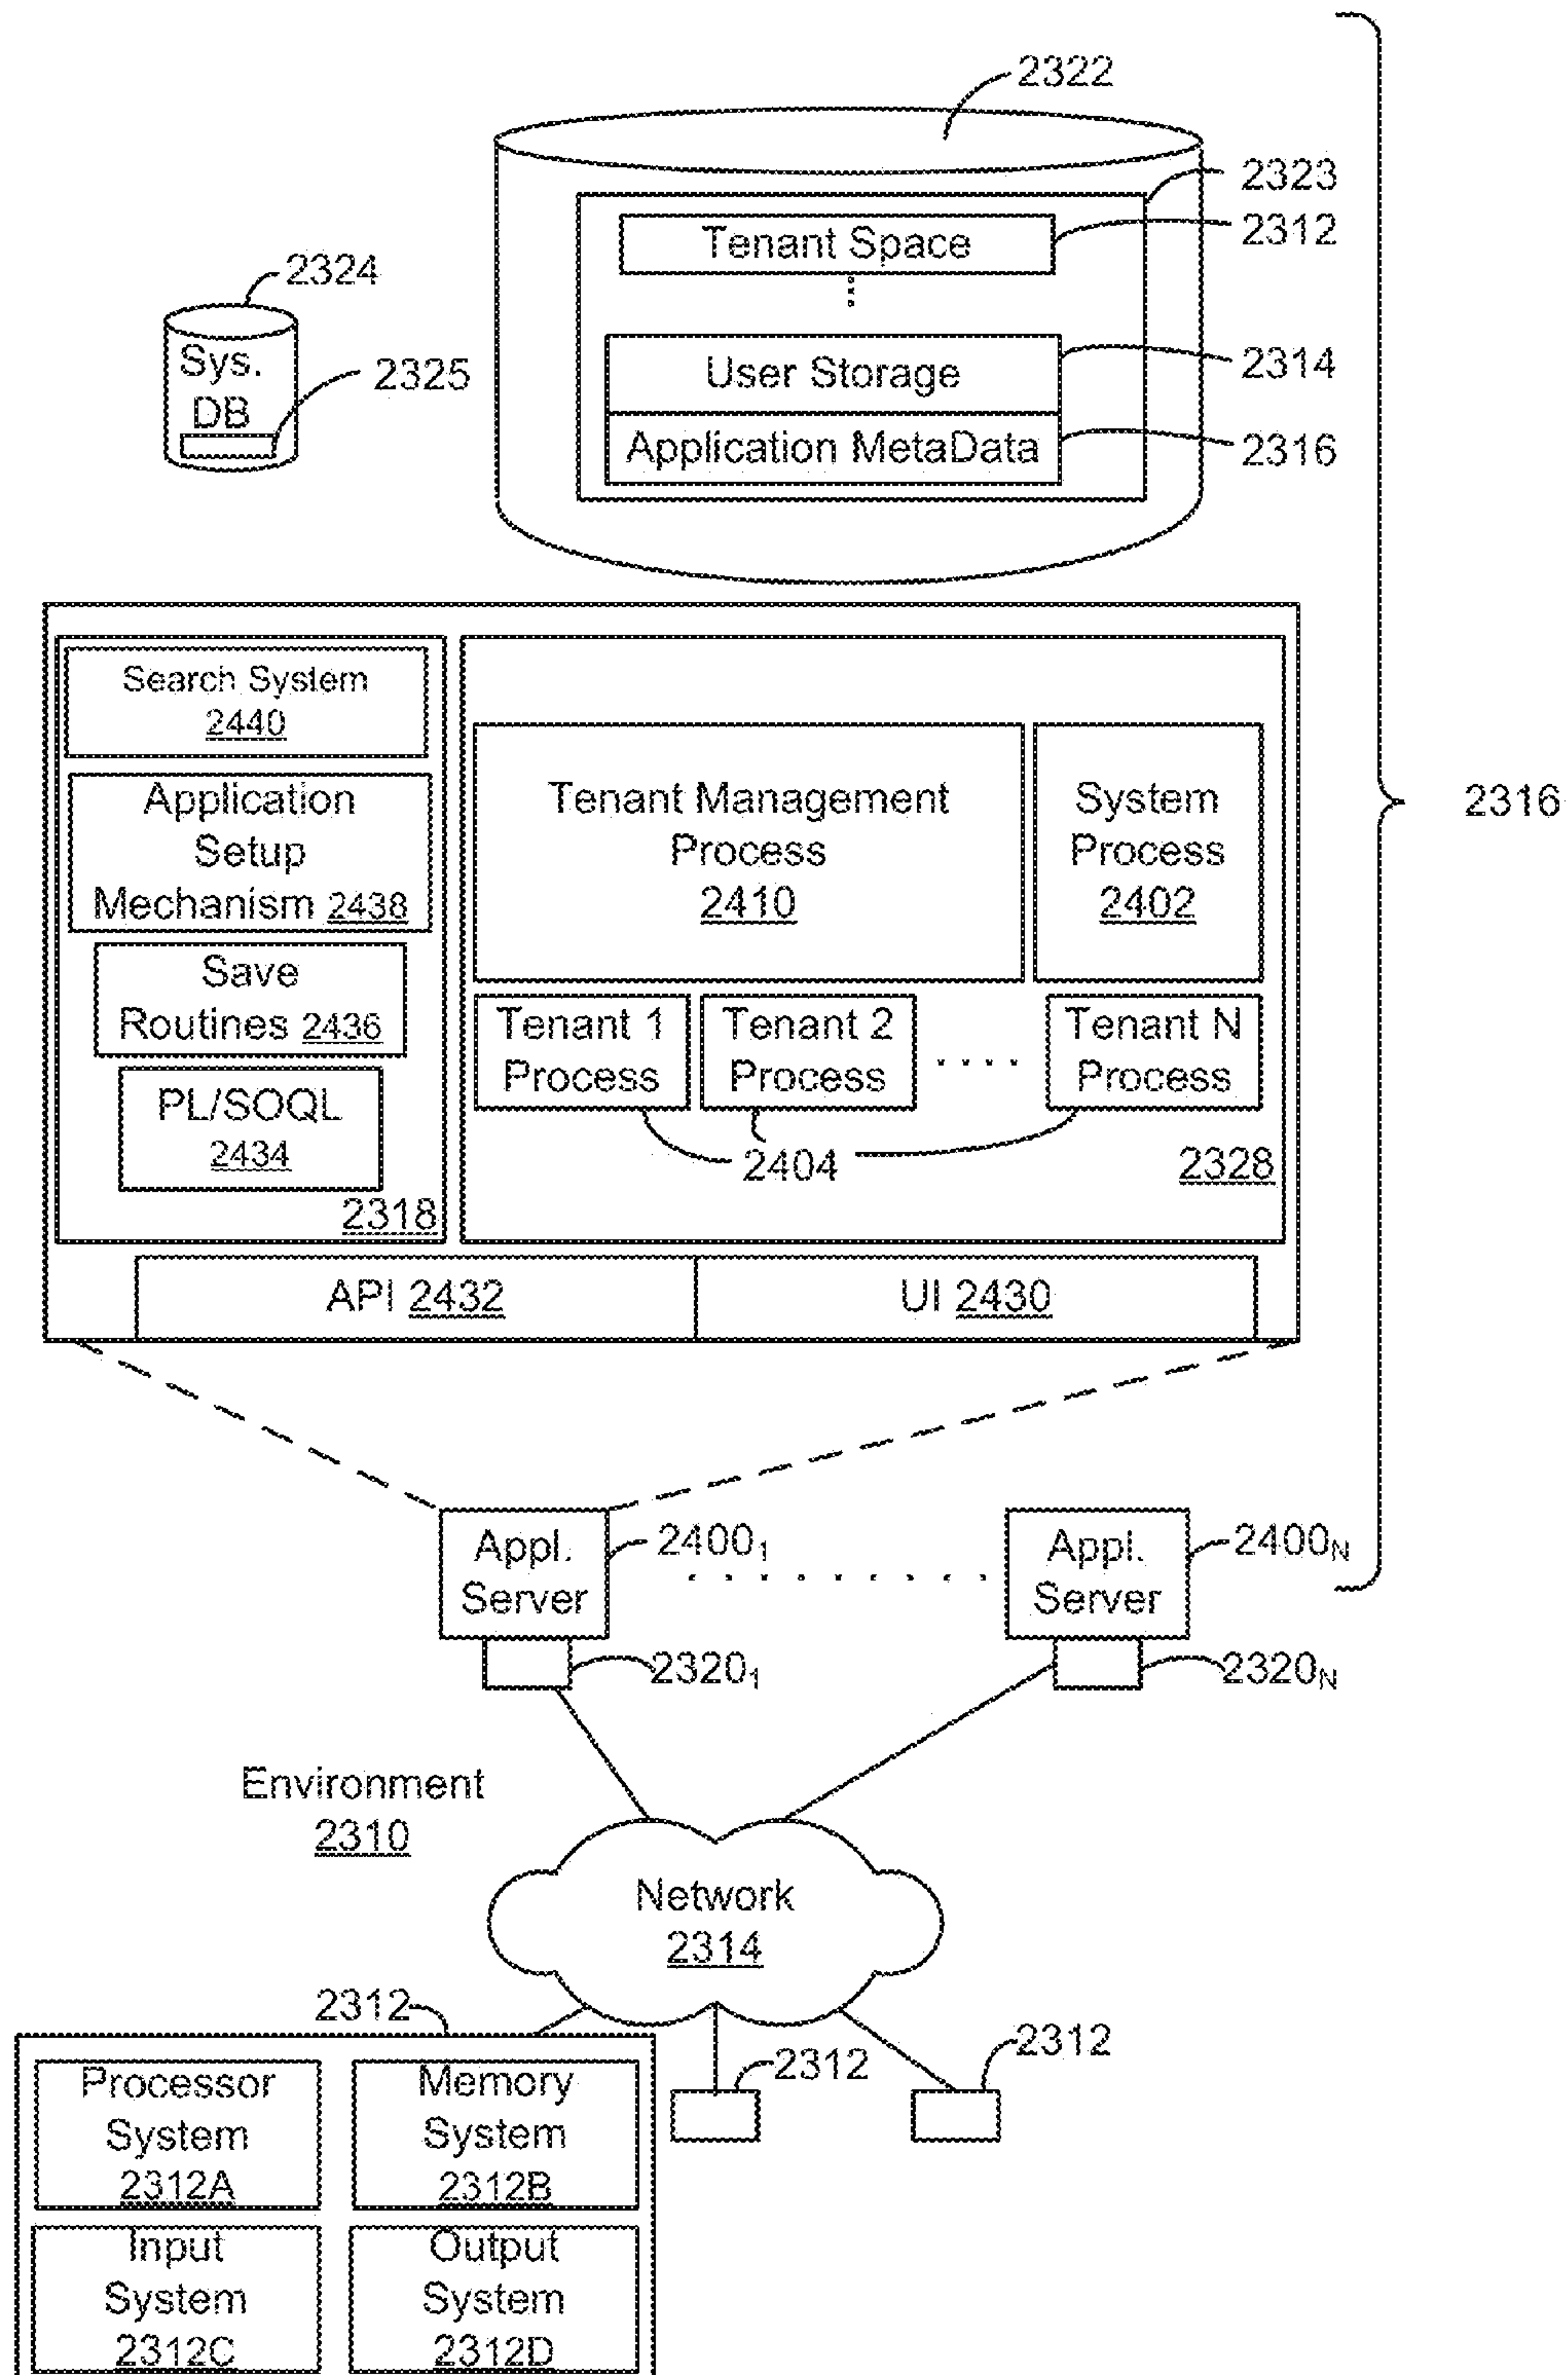 2322
2323
Tenant Space
2312
2324
Sys.
DB
2325
User Storage
2314
Application MetaData
2316
Search System
2440
Application
Setup
Mechanism 2438
Save
Routines 2436
PL/SOQL
2434
2318
Tenant Management
Process
2410
System
Process
2402
2316
Tenant 1
Process
Tenant 2
Process
Tenant N
Process
2404
2328
API 2432
UI 2430
Appl.
Server
2400₁
Appl.
Server
2400ₙ
2320₁
2320ₙ
Environment
2310
Network
2314
2312
Processor
System
2312A
Memory
System
2312B
2312
2312
Input
System
2312C
Output
System
2312D